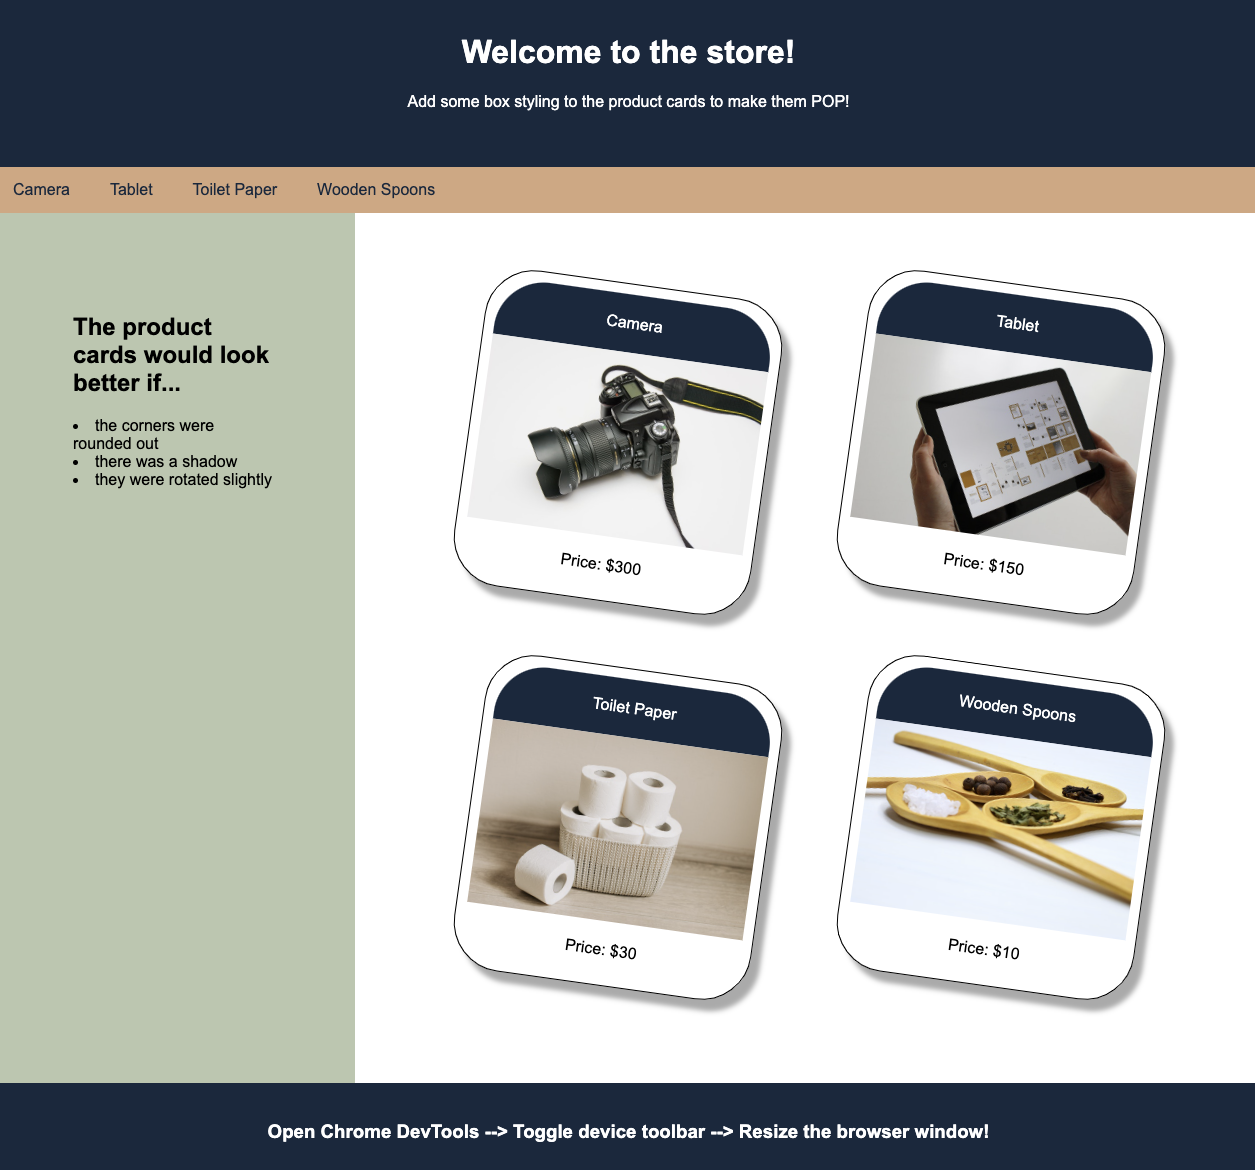 Welcome to the store!
Add some box styling to the product cards to make them POP!
Camera
Tablet
Toilet Paper
Wooden Spoons
The product
cards would look
better if...
• the corners were
rounded out
• there was a shadow
• they were rotated slightly
Camera
Price: $300
Tablet
Price: $150
Toilet Paper
Price: $30
Wooden Spoons
Price: $10
Open Chrome DevTools --> Toggle device toolbar --> Resize the browser window!